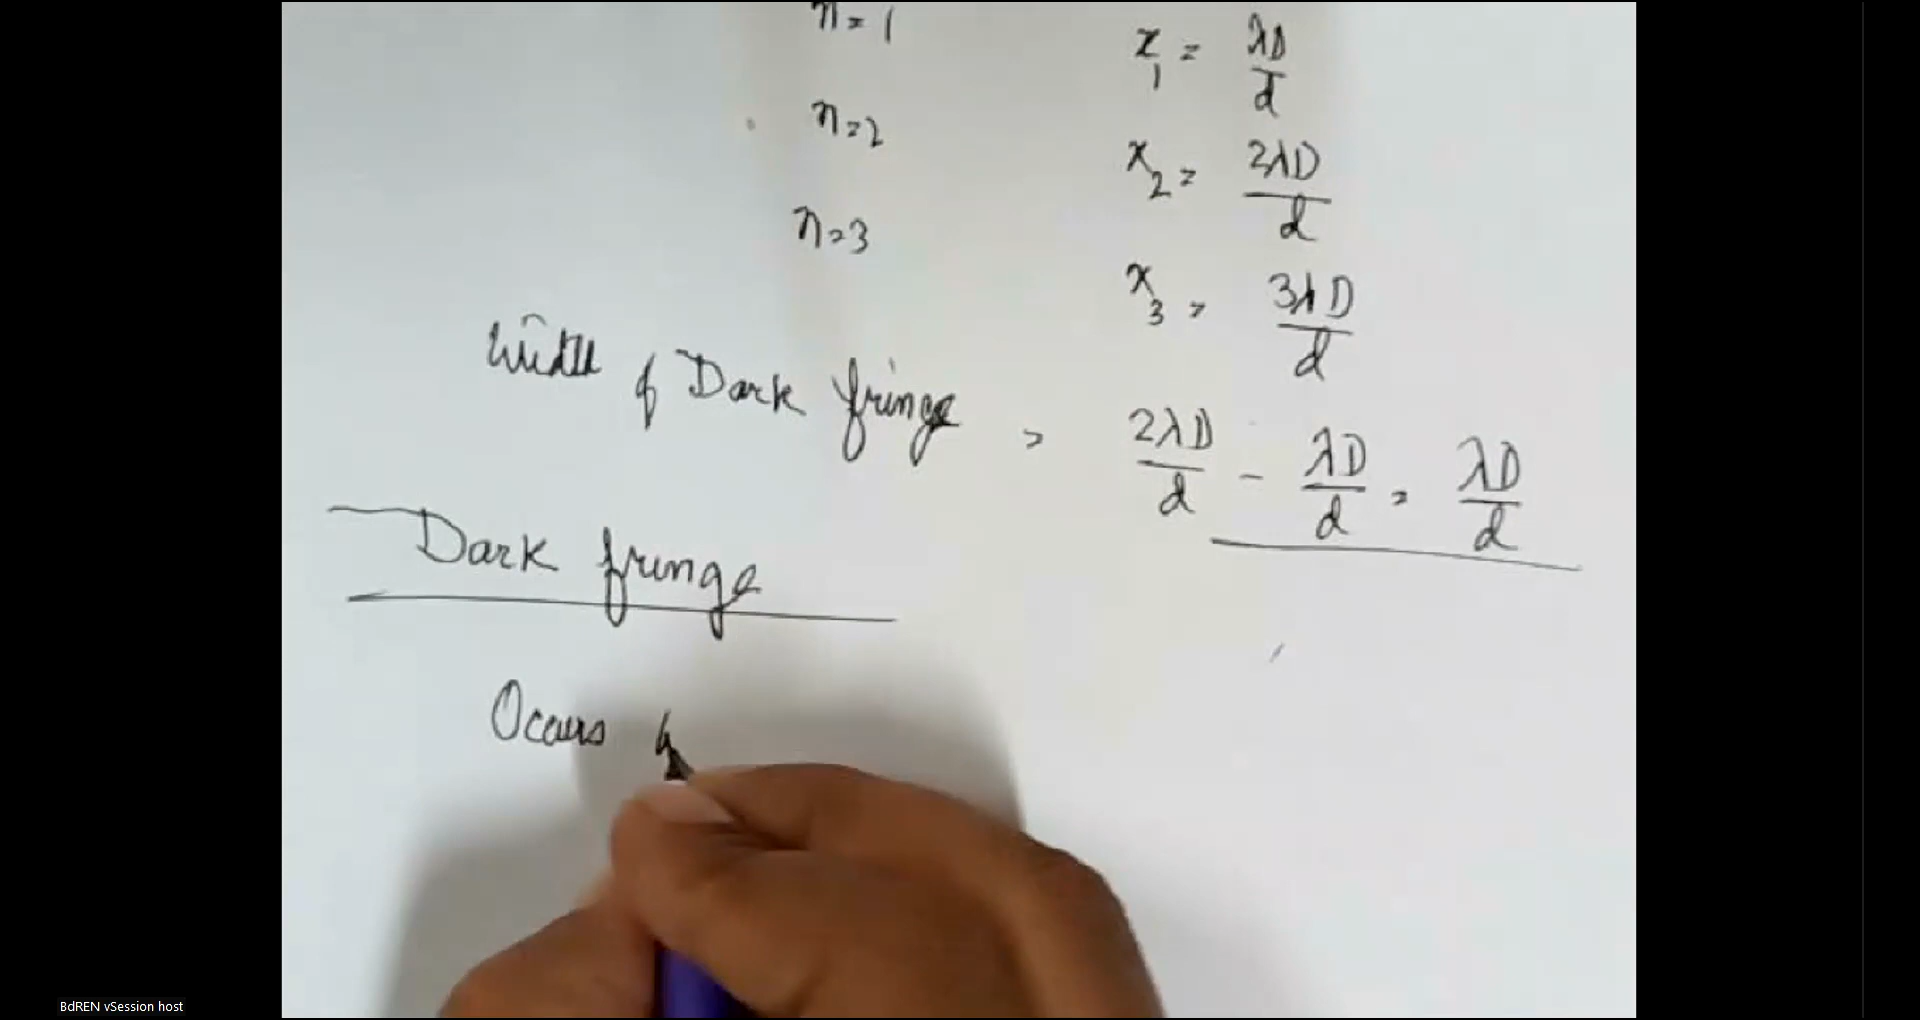 n = 1 x₁ = λD/d
n = 2 x₂ = 2λD/d
n = 3 x₃ = 3λD/d
Width of Dark fringe = 2λD/d - λD/d = λD/d
Dark fringe
Occurs
BdREN vSession host